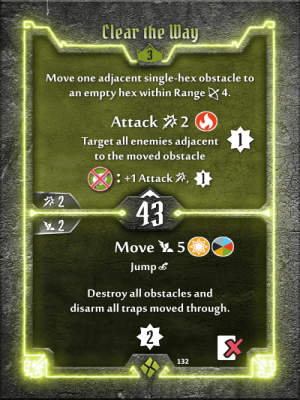 Clear the Way
3
Move one adjacent single-hex obstacle to
an empty hex within Range 4.
Attack 2
Target all enemies adjacent
to the moved obstacle
1
: +1 Attack, 1
2
43
2
Move 5
Jump
Destroy all obstacles and
disarm all traps moved through.
2
132